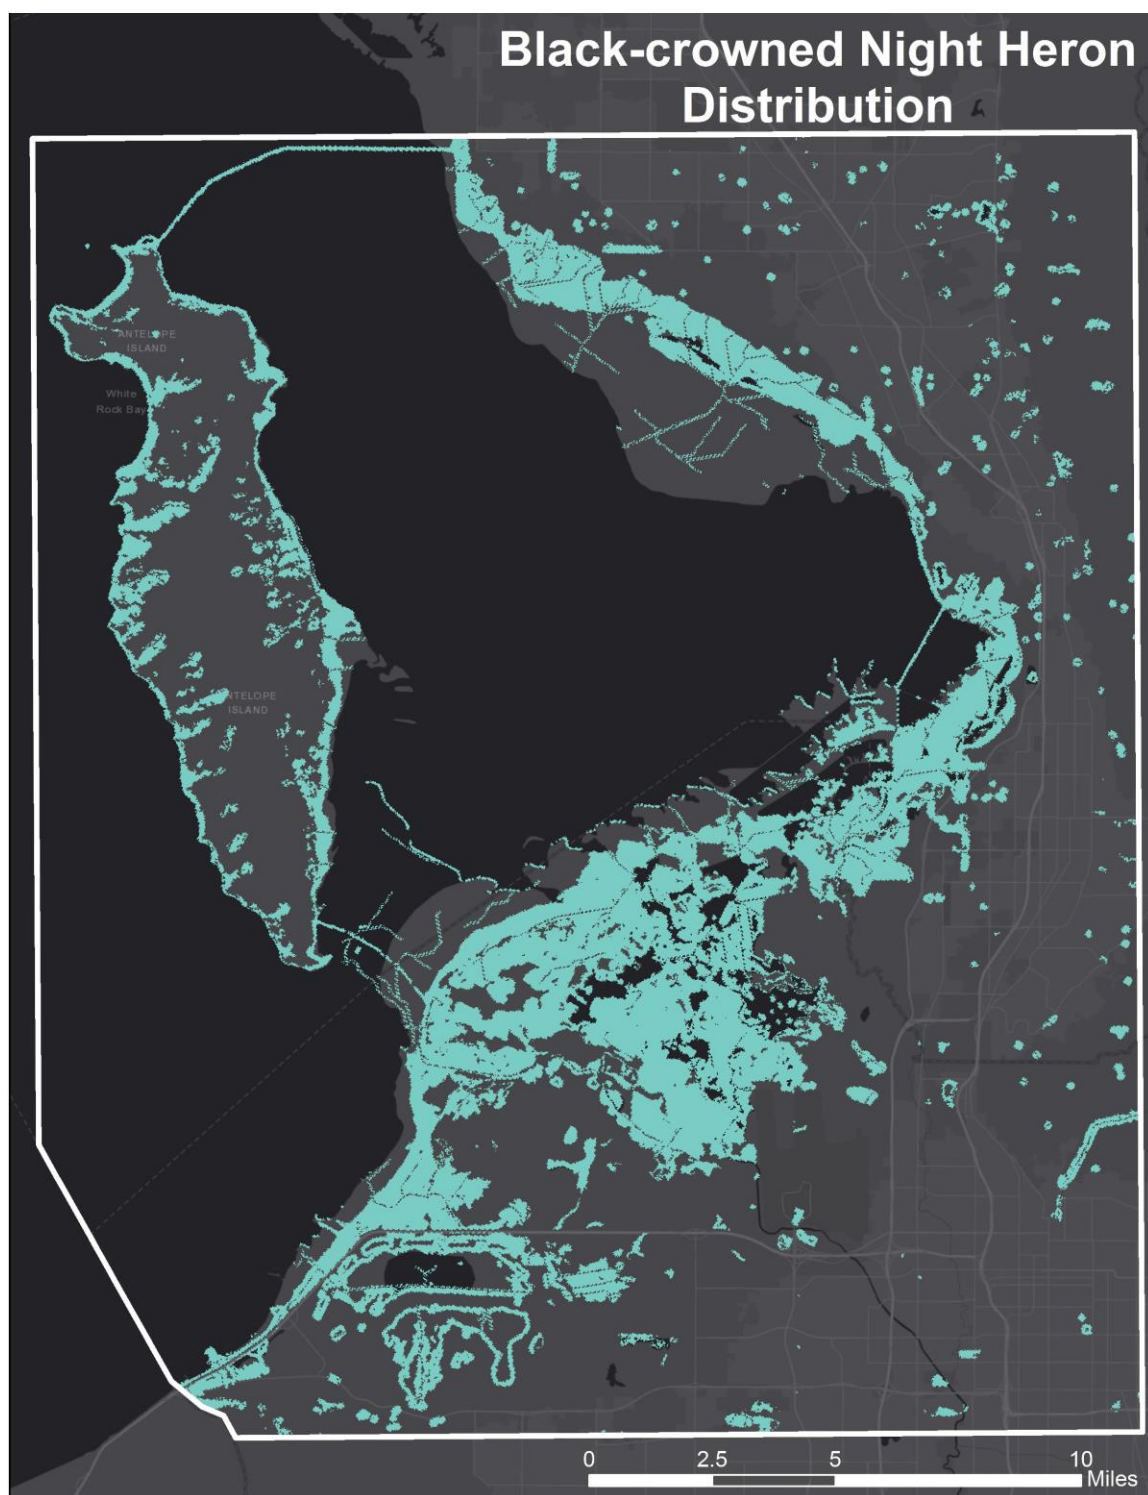 Black-crowned Night Heron
Distribution
ANTELOPE
ISLAND
White
Rock Bay
ANTELOPE
ISLAND
0 2.5 5 10
Miles